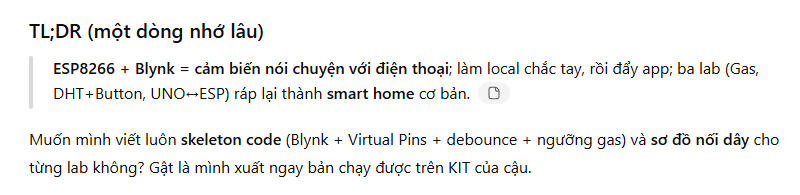 TL;DR (một dòng nhớ lâu)
ESP8266 + Blynk = cảm biến nói chuyện với điện thoại; làm local chắc tay, rồi đẩy app; ba lab (Gas,
DHT+Button, UNO↔ESP) ráp lại thành smart home cơ bản.
Muốn mình viết luôn skeleton code (Blynk + Virtual Pins + debounce + ngưỡng gas) và sơ đồ nối dây cho
từng lab không? Gật là mình xuất ngay bản chạy được trên KIT của cậu.